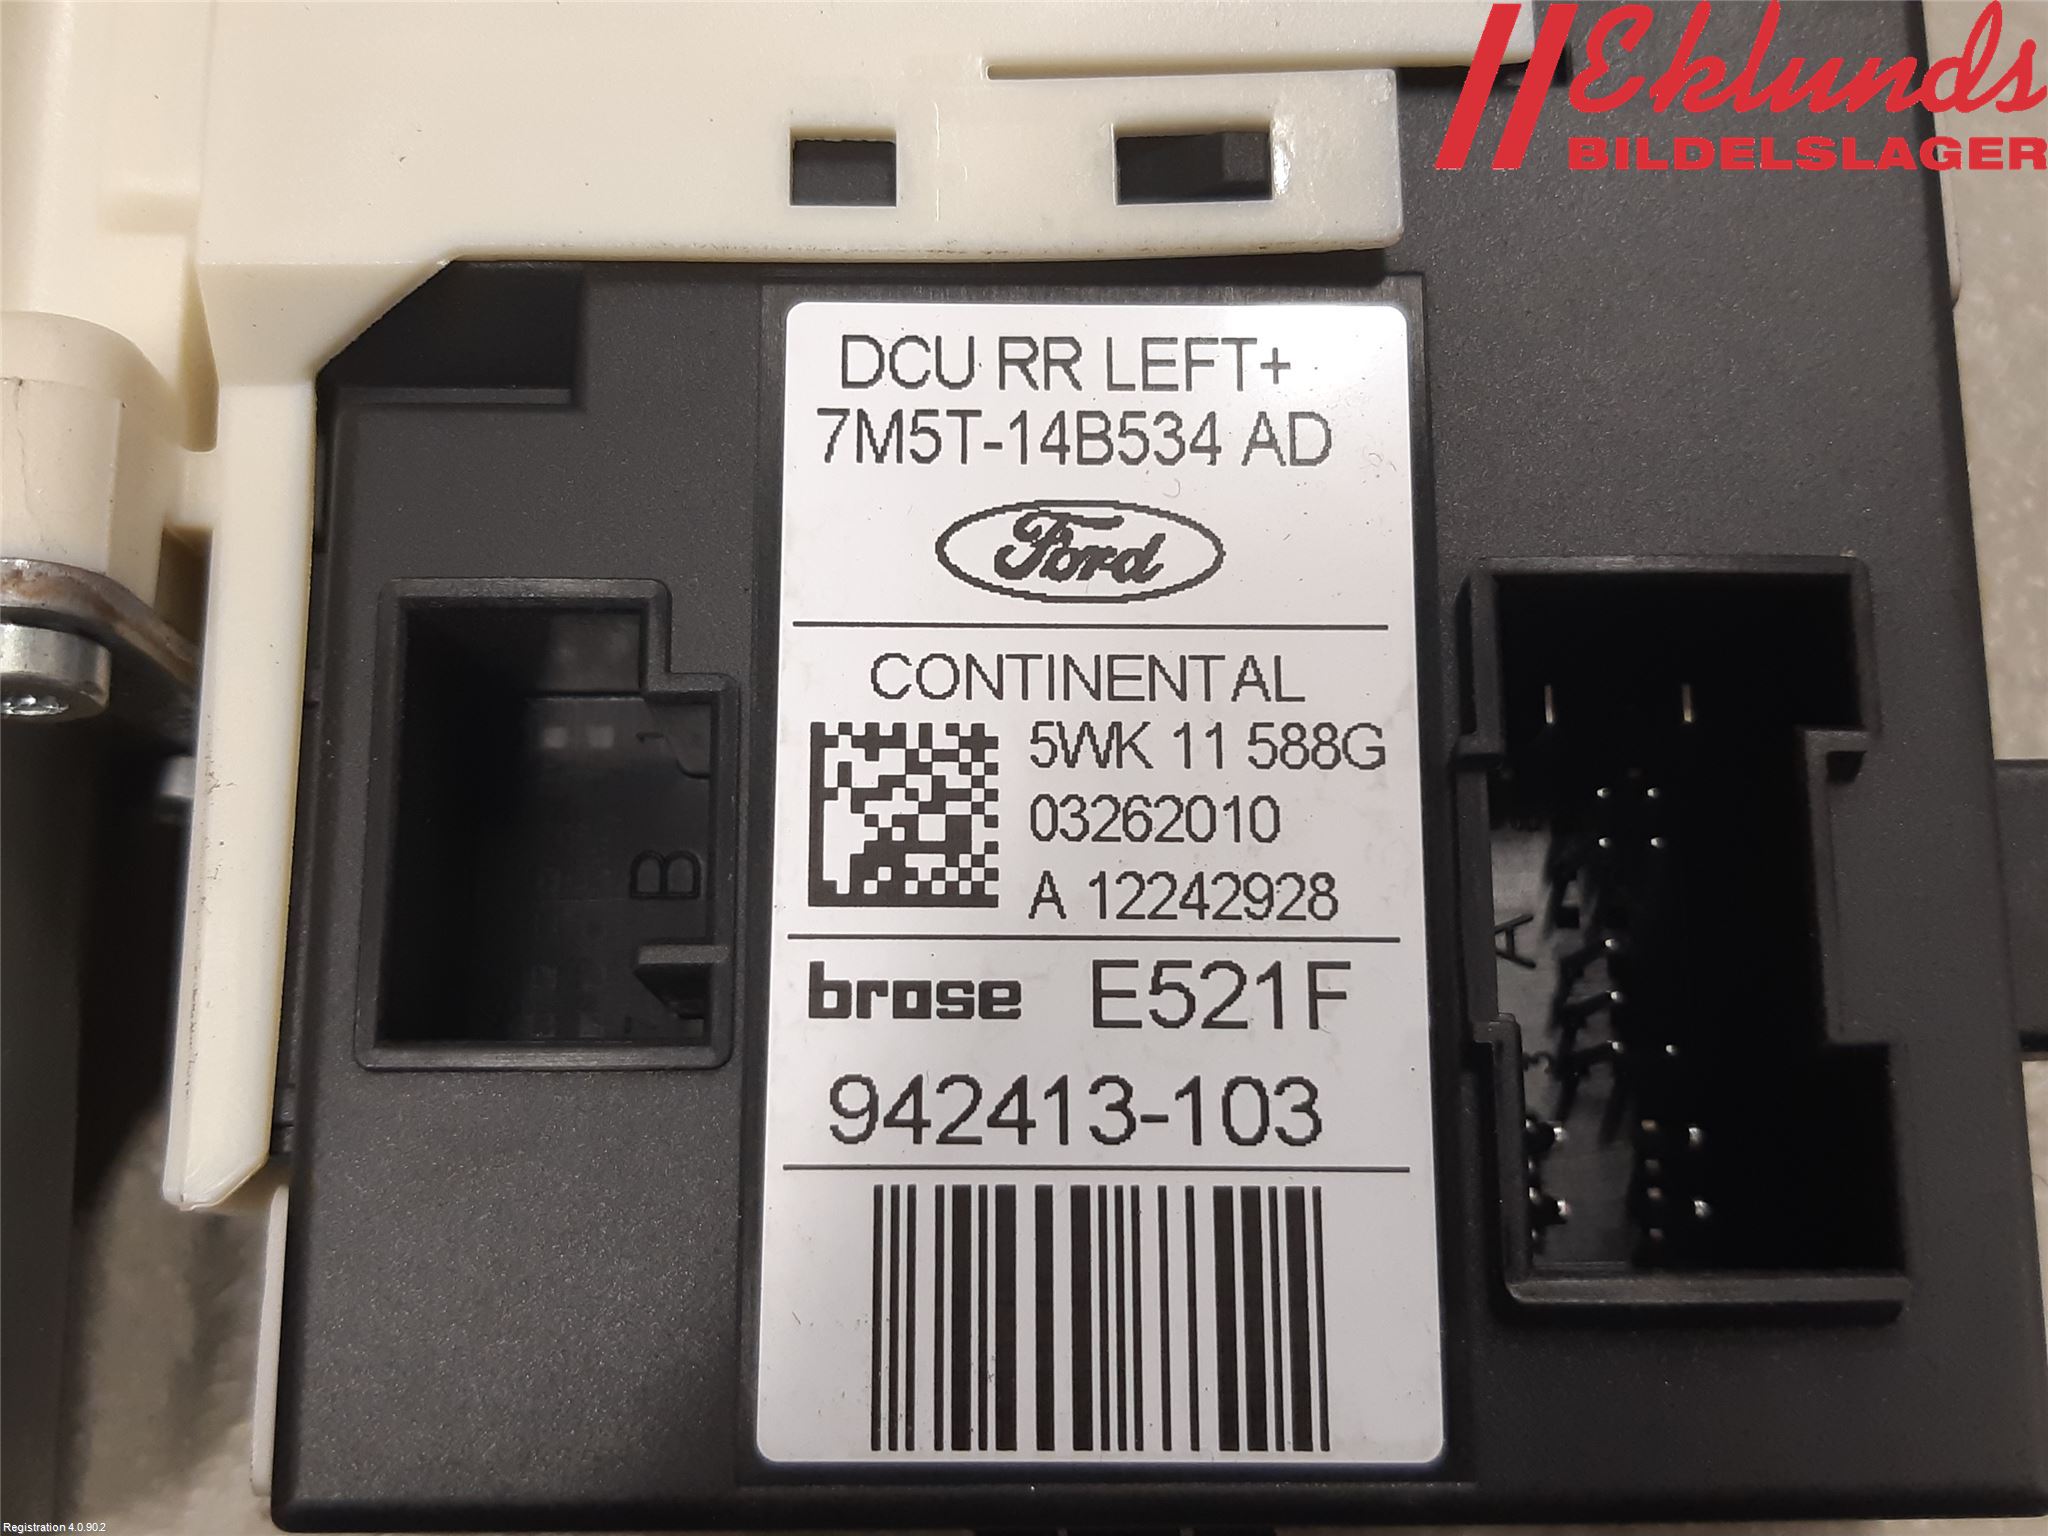 Eklunds
BILDELSLAGER
DCU RR LEFT+
7M5T-14B534 AD
Ford
CONTINENTAL
5WK 11 588G
03262010
A 12242928
brose E521F
942413-103
1
B
A
Registration 4.0.90.2